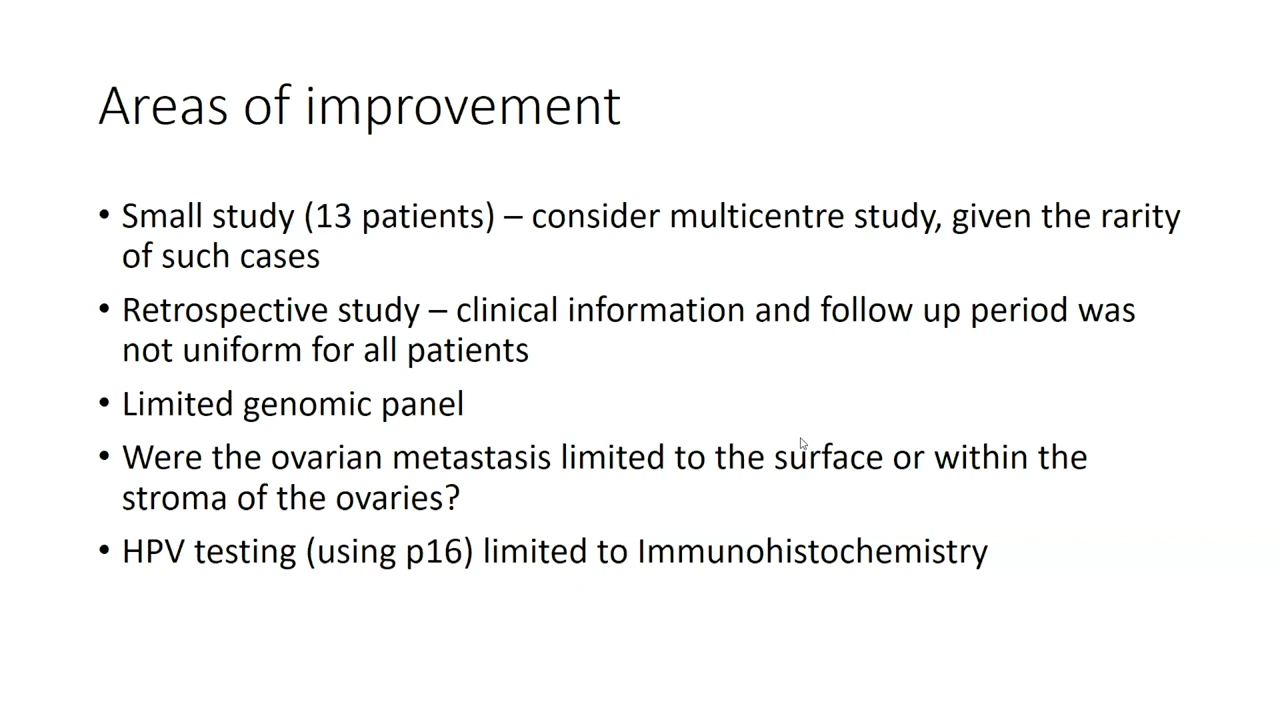 Areas of improvement
• Small study (13 patients) – consider multicentre study, given the rarity
of such cases
• Retrospective study – clinical information and follow up period was
not uniform for all patients
• Limited genomic panel
• Were the ovarian metastasis limited to the surface or within the
stroma of the ovaries?
• HPV testing (using p16) limited to Immunohistochemistry